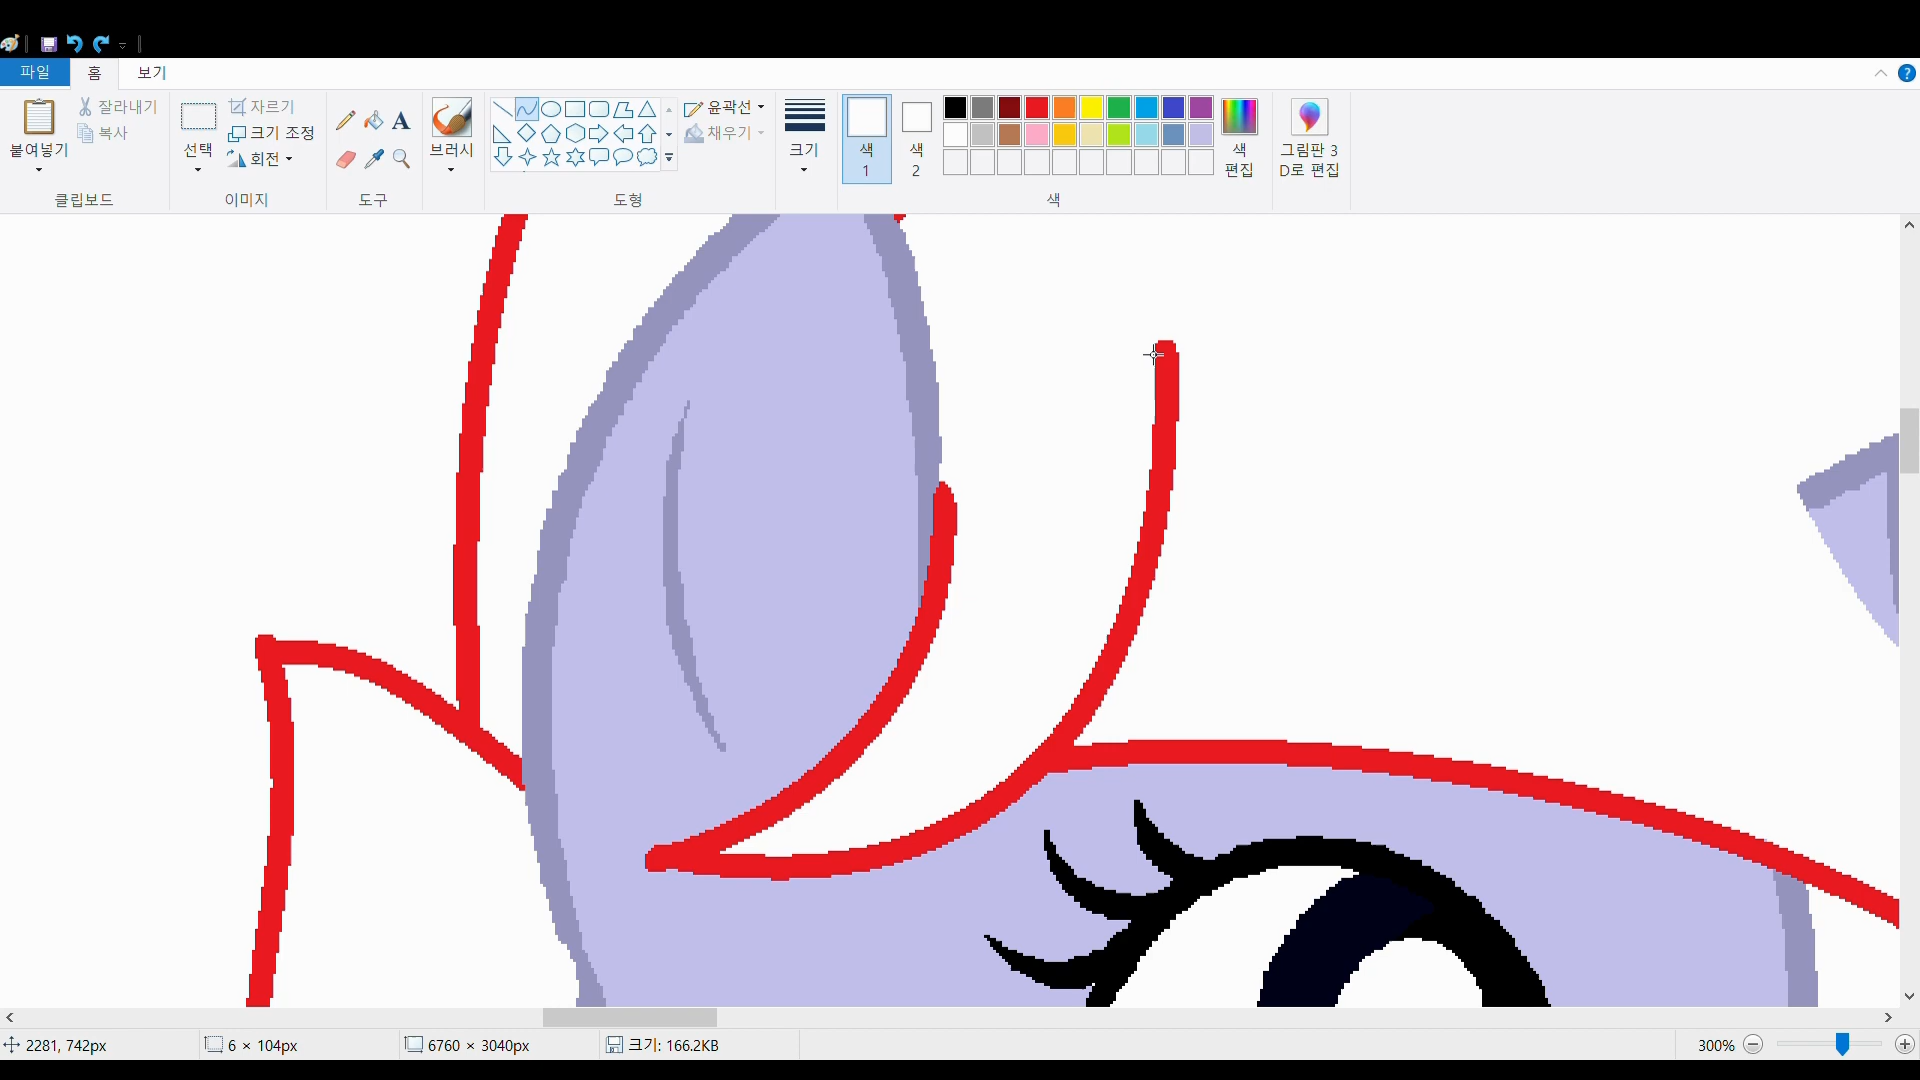 파일 홈 보기
붙여넣기
잘라내기
복사
클립보드
선택
자르기
크기 조정
회전
이미지
A
도구
브러시
윤곽선
채우기
도형
크기
색
1
색
2
색
편집
그림판 3
D로 편집
색
2281, 742px
6 × 104px
6760 × 3040px
크기: 166.2KB
300%